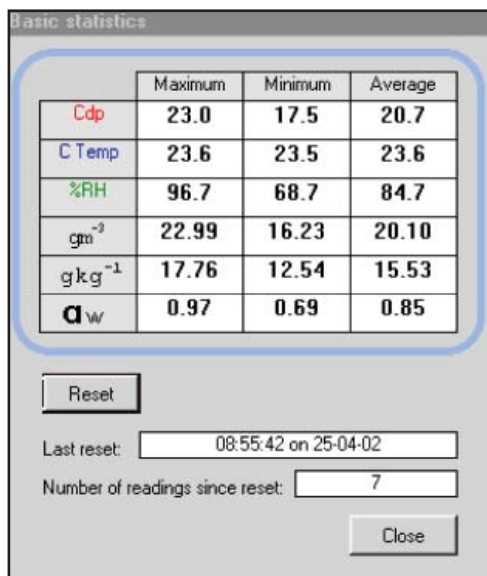 Basic statistics
Maximum Minimum Average
Cdp 23.0 17.5 20.7
C Temp 23.6 23.5 23.6
%RH 96.7 68.7 84.7
gm⁻³ 22.99 16.23 20.10
gkg⁻¹ 17.76 12.54 15.53
aw 0.97 0.69 0.85
Reset
Last reset: 08:55:42 on 25-04-02
Number of readings since reset: 7
Close